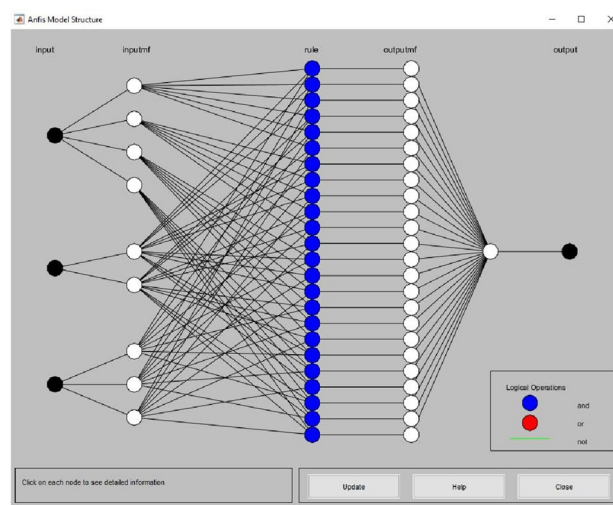 Anfis Model Structure
input inputmf rule outputmf output
Logical Operations
and
or
not
Click on each node to see detailed information
Update Help Close